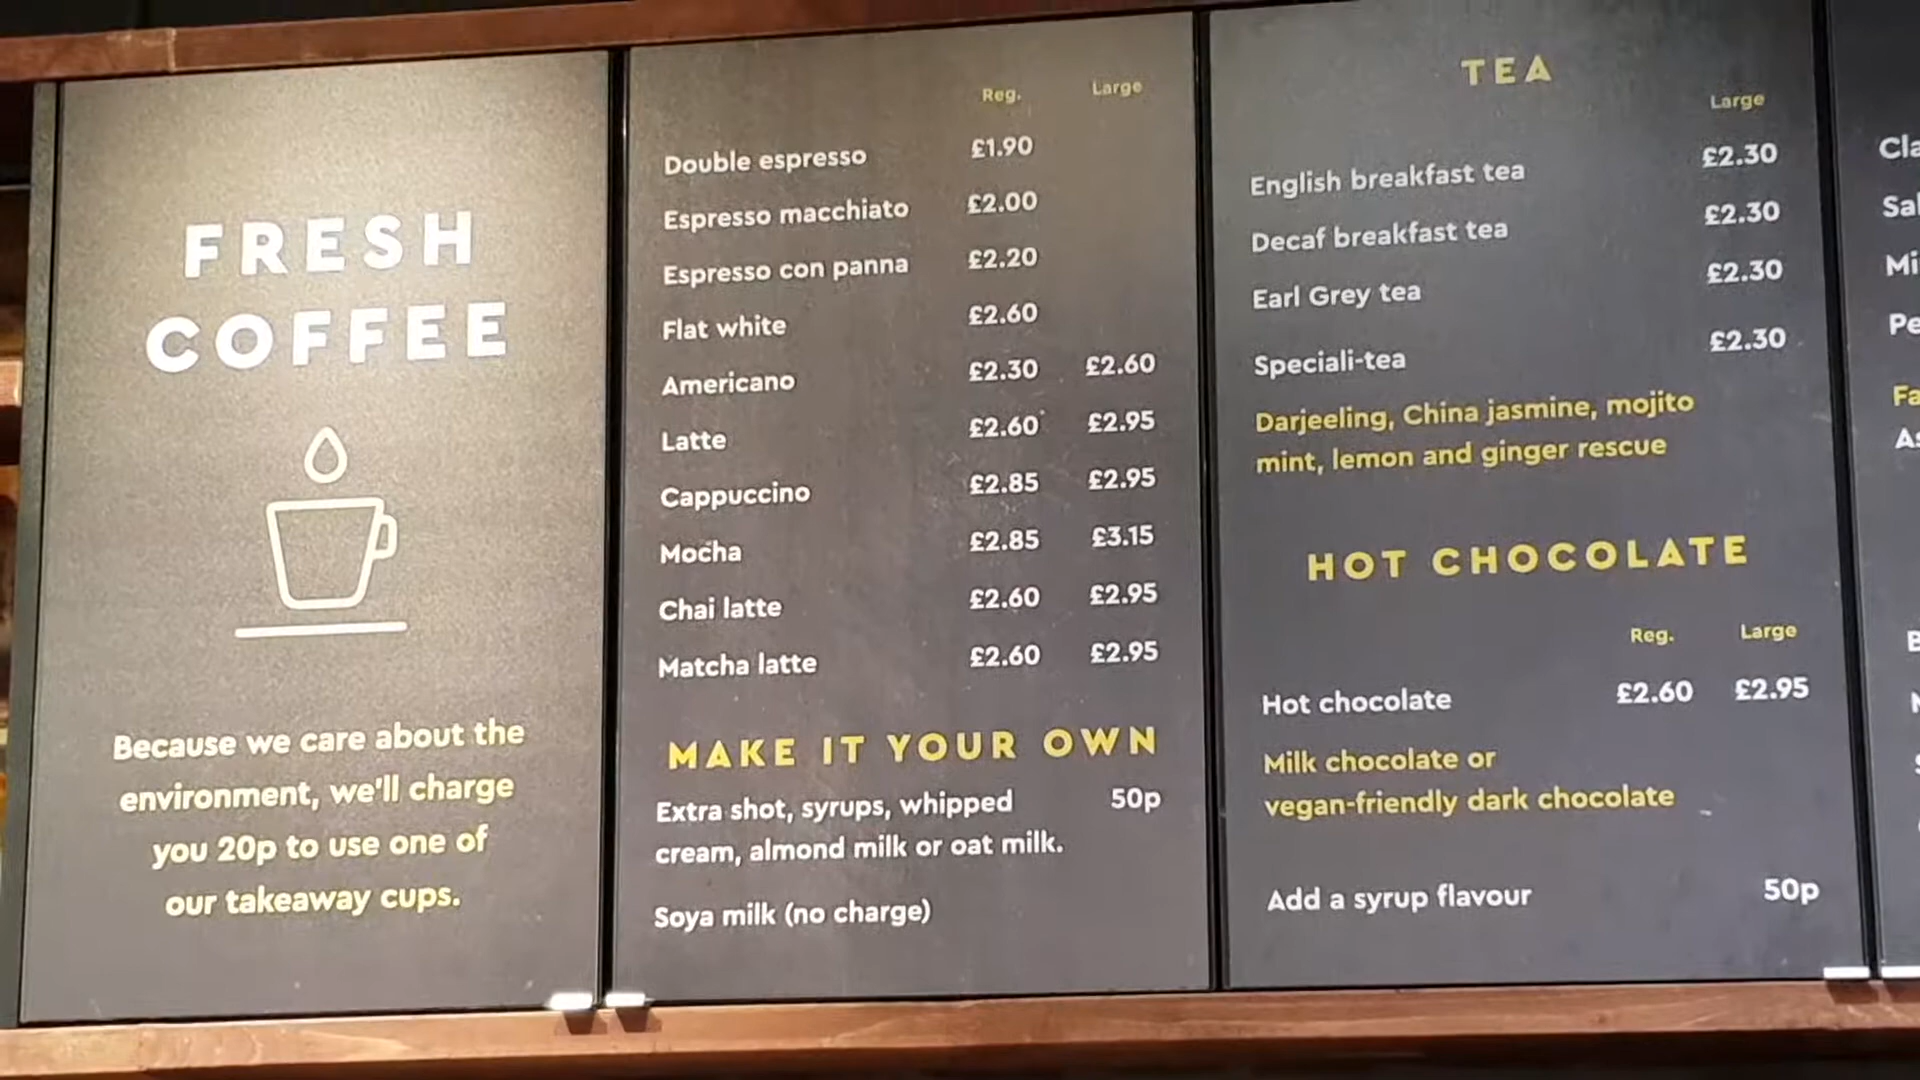 FRESH
COFFEE
Because we care about the
environment, we'll charge
you 20p to use one of
our takeaway cups.
Reg. Large
Double espresso £1.90
Espresso macchiato £2.00
Espresso con panna £2.20
Flat white £2.60
Americano £2.30 £2.60
Latte £2.60 £2.95
Cappuccino £2.85 £2.95
Mocha £2.85 £3.15
Chai latte £2.60 £2.95
Matcha latte £2.60 £2.95
MAKE IT YOUR OWN
Extra shot, syrups, whipped 50p
cream, almond milk or oat milk.
Soya milk (no charge)
TEA
Large
English breakfast tea £2.30
Decaf breakfast tea £2.30
Earl Grey tea £2.30
Speciali-tea £2.30
Darjeeling, China jasmine, mojito
mint, lemon and ginger rescue
HOT CHOCOLATE
Reg. Large
Hot chocolate £2.60 £2.95
Milk chocolate or
vegan-friendly dark chocolate
Add a syrup flavour 50p